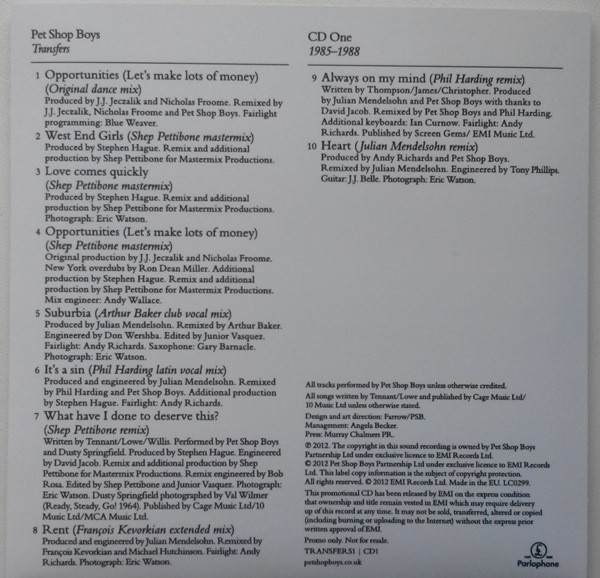 Pet Shop Boys
Transfers
1 Opportunities (Let's make lots of money)
(Original dance mix)
Produced by J.J. Jeczalik and Nicholas Froome. Remixed by
J.J. Jeczalik, Nicholas Froome and Pet Shop Boys. Fairlight
programming: Blue Weaver.
2 West End Girls (Shep Pettibone mastermix)
Produced by Stephen Hague. Remix and additional
production by Shep Pettibone for Mastermix Productions.
3 Love comes quickly
(Shep Pettibone mastermix)
Produced by Stephen Hague. Remix and additional
production by Shep Pettibone for Mastermix Productions.
Photograph: Eric Watson.
4 Opportunities (Let's make lots of money)
(Shep Pettibone mastermix)
Original production by J.J. Jeczalik and Nicholas Froome.
New York overdubs by Ron Dean Miller. Additional
production by Stephen Hague. Remix and additional
production by Shep Pettibone for Mastermix Productions.
Mix engineer: Andy Wallace.
5 Suburbia (Arthur Baker club vocal mix)
Produced by Julian Mendelsohn. Remixed by Arthur Baker.
Engineered by Don Wershba. Edited by Junior Vasquez.
Fairlight: Andy Richards. Saxophone: Gary Barnacle.
Photograph: Eric Watson.
6 It's a sin (Phil Harding latin vocal mix)
Produced and engineered by Julian Mendelsohn. Remixed
by Phil Harding and Pet Shop Boys. Additional production
by Stephen Hague. Fairlight: Andy Richards.
7 What have I done to deserve this?
(Shep Pettibone remix)
Written by Tennant/Lowe/Willis. Performed by Pet Shop Boys
and Dusty Springfield. Produced by Stephen Hague. Engineered
by David Jacob. Remix and additional production by Shep
Pettibone for Mastermix Productions. Remix engineered by Bob
Rosa. Edited by Shep Pettibone and Junior Vasquez. Photograph:
Eric Watson. Dusty Springfield photographed by Val Wilmer
(Ready, Steady, Go! 1964). Published by Cage Music Ltd/10
Music Ltd/MCA Music Ltd.
8 Rent (François Kevorkian extended mix)
Produced and engineered by Julian Mendelsohn. Remixed by
François Kevorkian and Michael Hutchinson. Fairlight: Andy
Richards. Photograph: Eric Watson.
CD One
1985–1988
9 Always on my mind (Phil Harding remix)
Written by Thompson/James/Christopher. Produced
by Julian Mendelsohn and Pet Shop Boys with thanks to
David Jacob. Remixed by Pet Shop Boys and Phil Harding.
Additional keyboards: Ian Curnow. Fairlight: Andy
Richards. Published by Screen Gems/ EMI Music Ltd.
10 Heart (Julian Mendelsohn remix)
Produced by Andy Richards and Pet Shop Boys.
Remixed by Julian Mendelsohn. Engineered by Tony Phillips.
Guitar: J.J. Belle. Photograph: Eric Watson.
All tracks performed by Pet Shop Boys unless otherwise credited.
All songs written by Tennant/Lowe and published by Cage Music Ltd/
10 Music Ltd unless otherwise stated.
Design and art direction: Farrow/PSB.
Management: Angela Becker.
Press: Murray Chalmers PR.
℗ 2012. The copyright in this sound recording is owned by Pet Shop Boys
Partnership Ltd under exclusive licence to EMI Records Ltd.
© 2012 Pet Shop Boys Partnership Ltd under exclusive licence to EMI Records
Ltd. This label copy information is the subject of copyright protection.
All rights reserved. © 2012 EMI Records Ltd. Made in the EU. LC0299.
This promotional CD has been released by EMI on the express condition
that ownership and title remain vested in EMI which may require delivery
up of this record at any time. It may not be sold, transferred, altered or copied
(including burning or uploading to the Internet) without the express prior
written approval of EMI.
Promo only. Not for resale.
TRANSFERS1 | CD1
petshopboys.co.uk
Parlophone